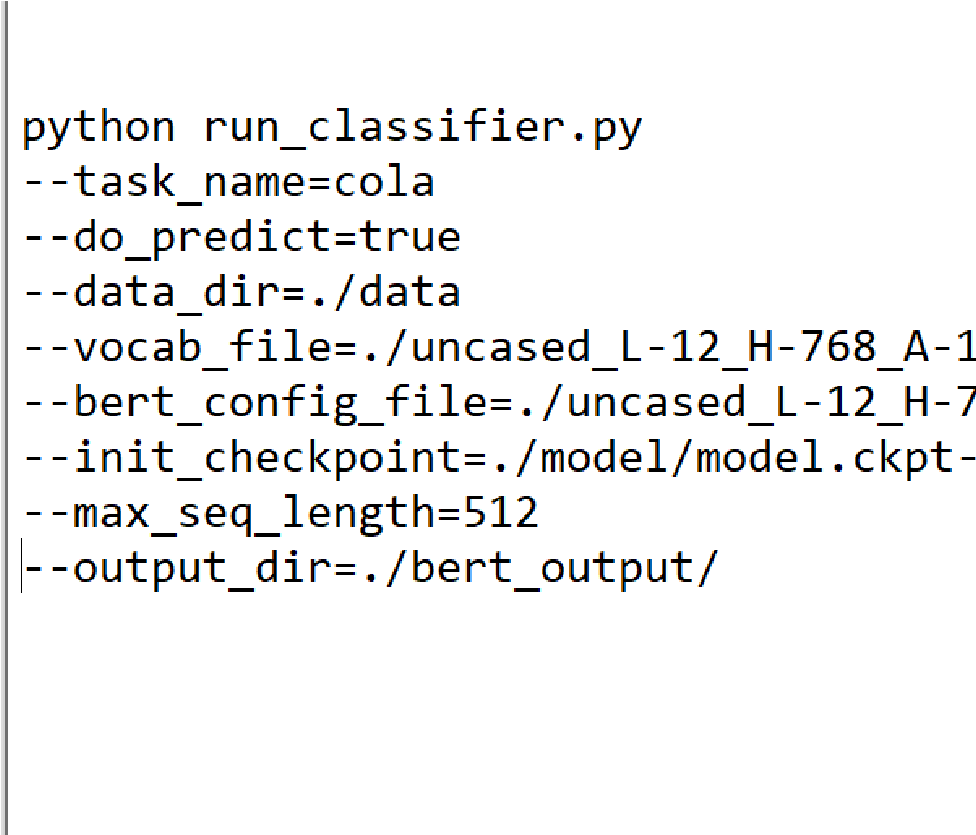 python run_classifier.py
--task_name=cola
--do_predict=true
--data_dir=./data
--vocab_file=./uncased_L-12_H-768_A-1
--bert_config_file=./uncased_L-12_H-7
--init_checkpoint=./model/model.ckpt-
--max_seq_length=512
--output_dir=./bert_output/